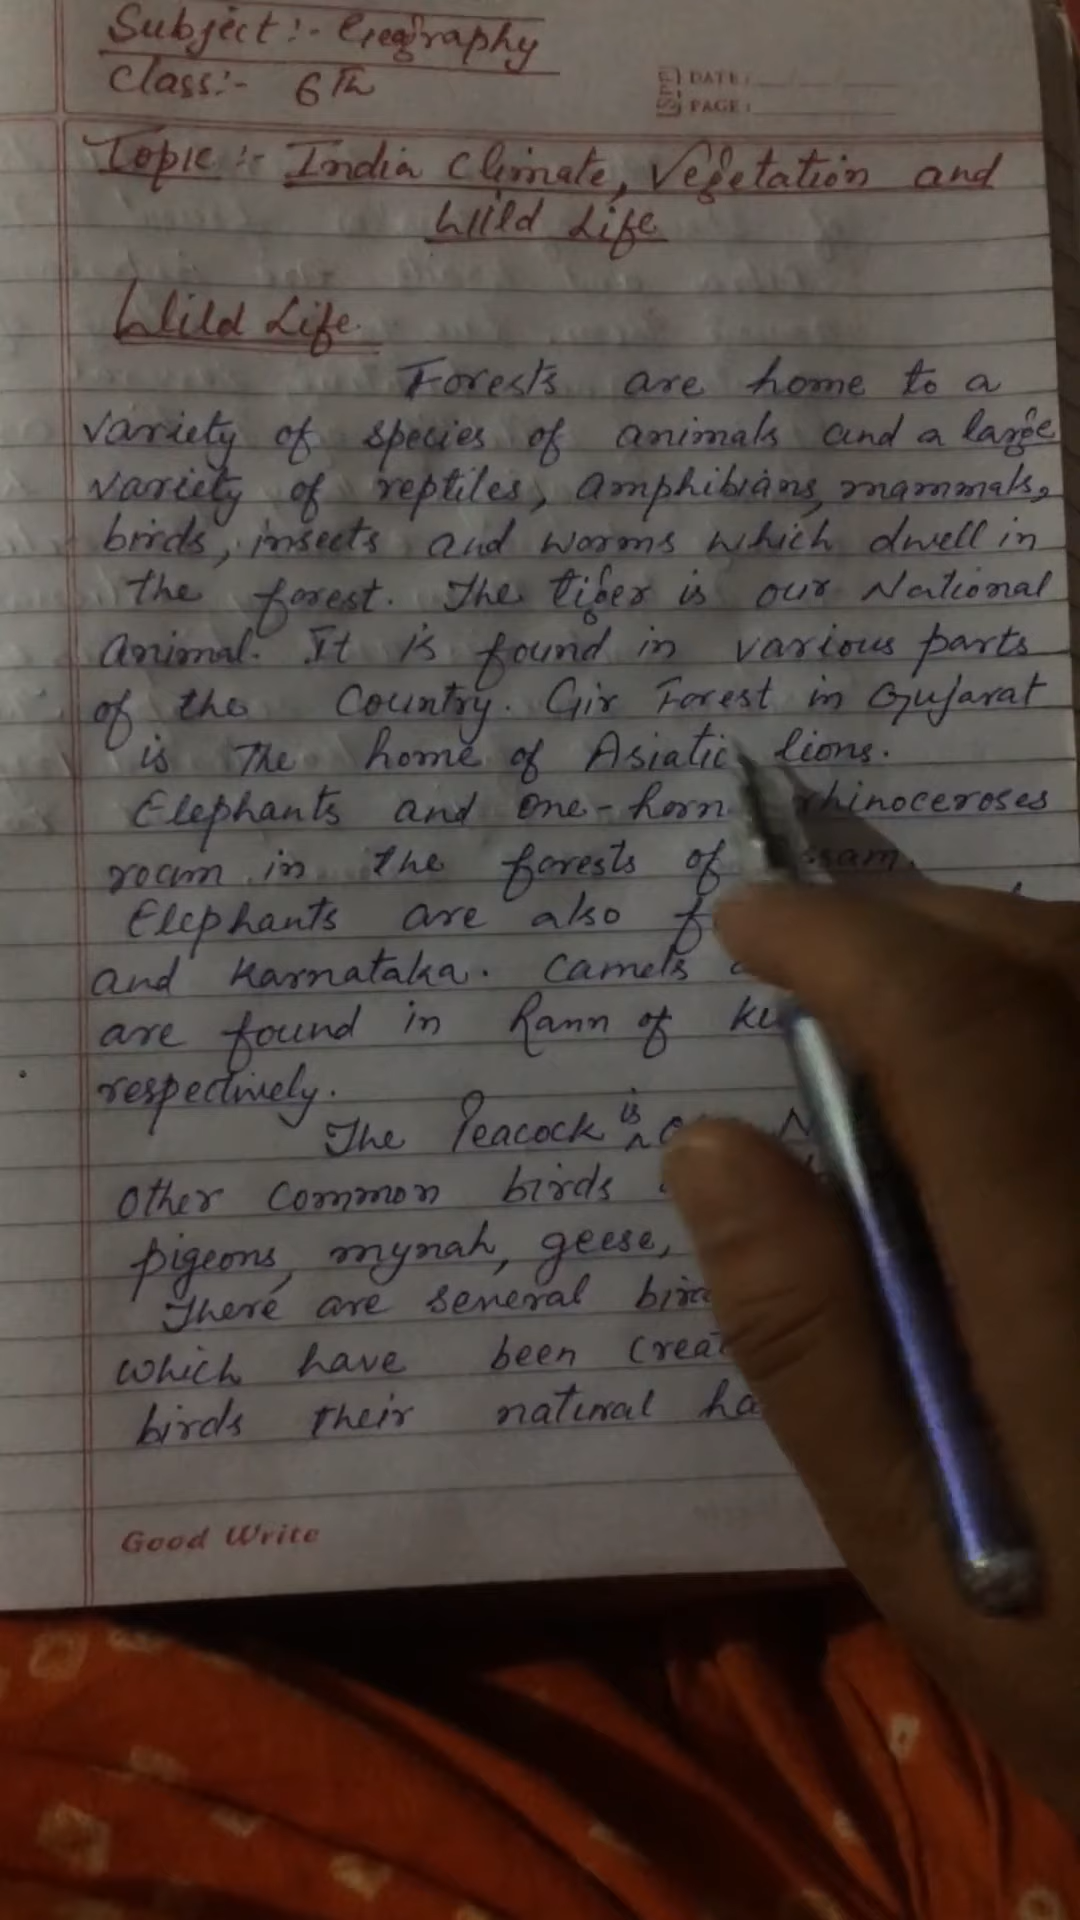 Subject:- Geography
Class:- 6Th
DATE:
PAGE:
Topic:- India Climate, Vegetation and
Wild Life
Wild Life
Forests are home to a
variety of species of animals and a large
variety of reptiles, amphibians, mammals,
birds, insects and worms which dwell in
the forest. The tiger is our National
Animal. It is found in various parts
of the Country. Gir Forest in Gujarat
is the home of Asiatic lions.
Elephants and one-horn rhinoceroses
roam in the forests of
Elephants are also
and Karnataka. Camels
are found in Rann of
respectively.
The Peacock is
Other Common birds
pigeons, mynah, geese,
There are several
which have been
birds their natural
Good Write